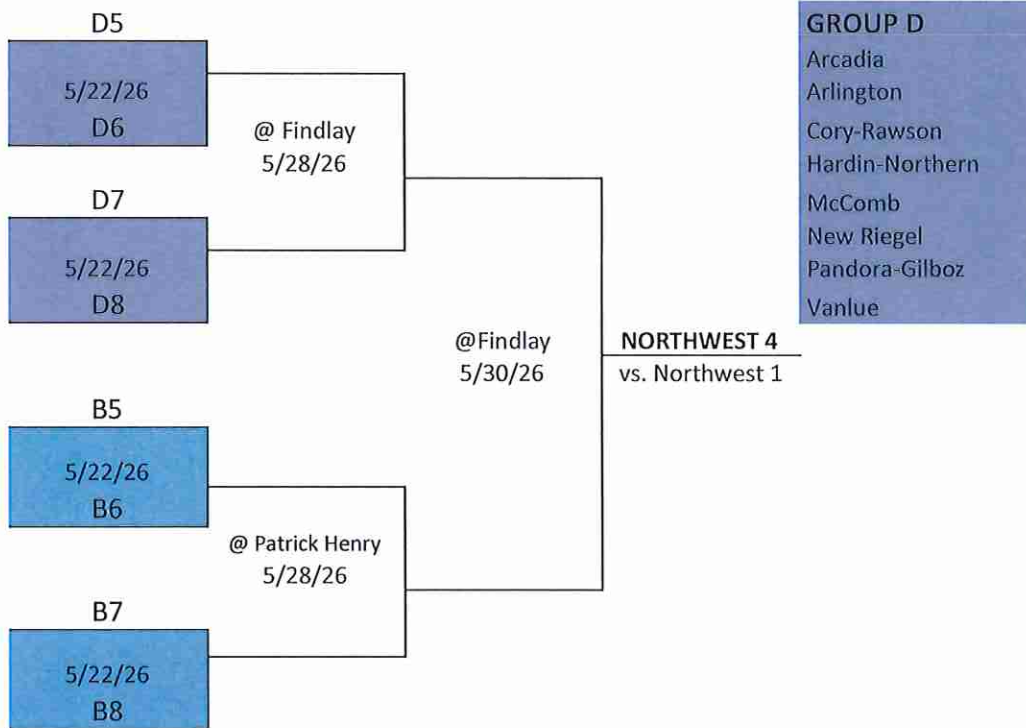 D5
5/22/26
D6
@ Findlay
5/28/26
D7
5/22/26
D8
@Findlay
5/30/26
NORTHWEST 4
vs. Northwest 1
B5
5/22/26
B6
@ Patrick Henry
5/28/26
B7
5/22/26
B8
GROUP D
Arcadia
Arlington
Cory-Rawson
Hardin-Northern
McComb
New Riegel
Pandora-Gilboz
Vanlue